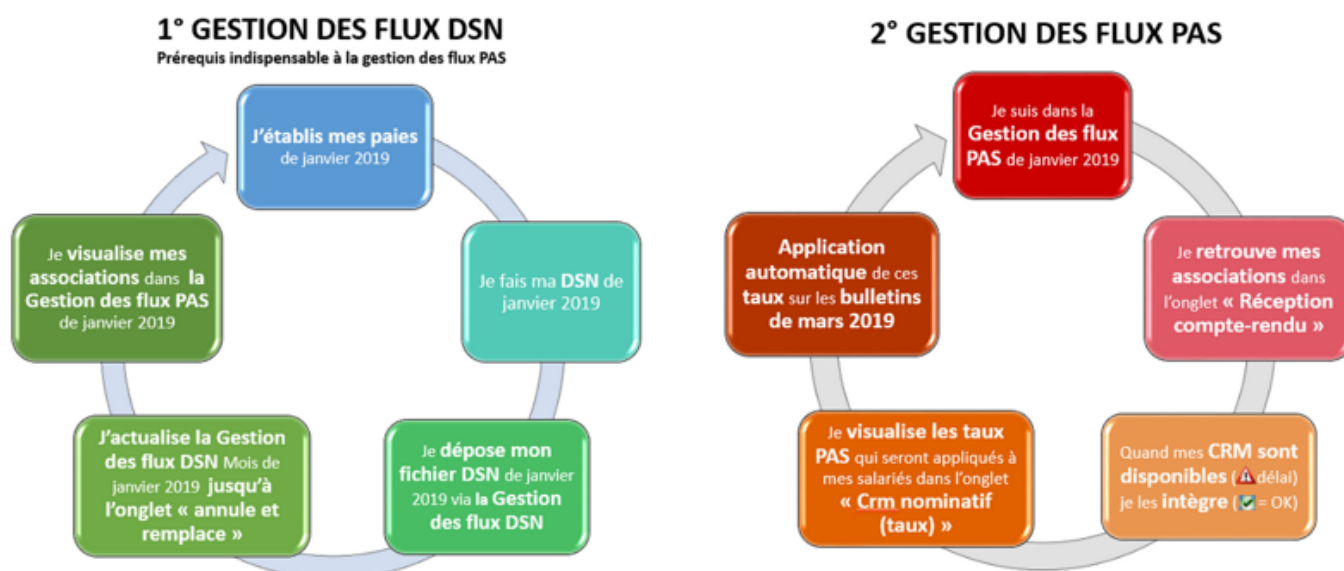 1° GESTION DES FLUX DSN
Prérequis indispensable à la gestion des flux PAS
J'établis mes paies
de janvier 2019
Je fais ma DSN de
janvier 2019
Je dépose mon
fichier DSN de janvier
2019 via la Gestion
des flux DSN
J'actualise la Gestion
des flux DSN Mois de
janvier 2019 jusqu'à
l'onglet « annule et
remplace »
Je visualise mes
associations dans la
Gestion des flux PAS
de janvier 2019
2° GESTION DES FLUX PAS
Je suis dans la
Gestion des flux
PAS de janvier 2019
Je retrouve mes
associations dans
l'onglet « Réception
compte-rendu »
Quand mes CRM sont
disponibles (⚠délai)
je les intègre (☑= OK)
Je visualise les taux
PAS qui seront appliqués à
mes salariés dans l'onglet
« Crm nominatif
(taux) »
Application
automatique de ces
taux sur les bulletins
de mars 2019